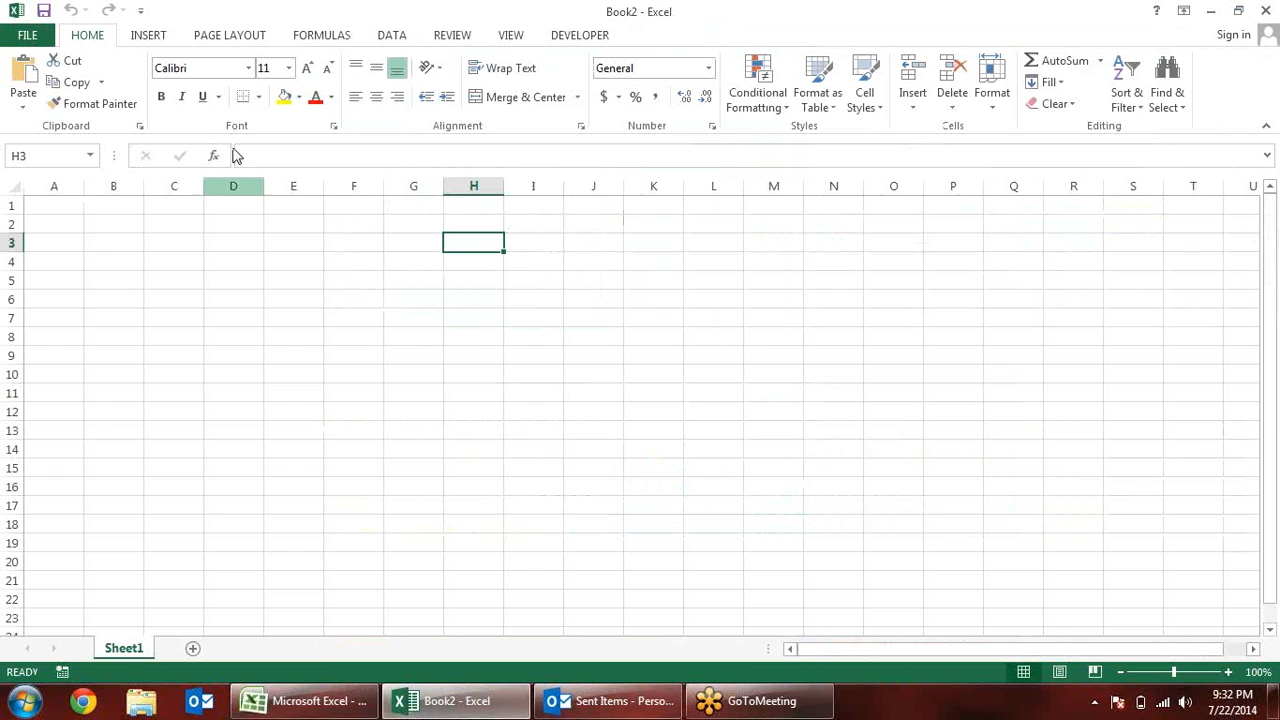 Book2 - Excel
?
FILE HOME INSERT PAGE LAYOUT FORMULAS DATA REVIEW VIEW DEVELOPER Sign in
Paste
Cut
Copy
Format Painter
Clipboard
Calibri 11
B I U A
Font
Wrap Text
Merge & Center
Alignment
General
$ % ,
Number
Conditional Formatting
Format as Table
Cell Styles
Styles
Insert
Delete
Format
Cells
AutoSum
Fill
Clear
Sort & Filter
Find & Select
Editing
H3 fx
A B C D E F G H I J K L M N O P Q R S T U
1
2
3
4
5
6
7
8
9
10
11
12
13
14
15
16
17
18
19
20
21
22
23
24
Sheet1
READY 100%
Microsoft Excel - ... Book2 - Excel Sent Items - Perso... GoToMeeting
9:32 PM
7/22/2014